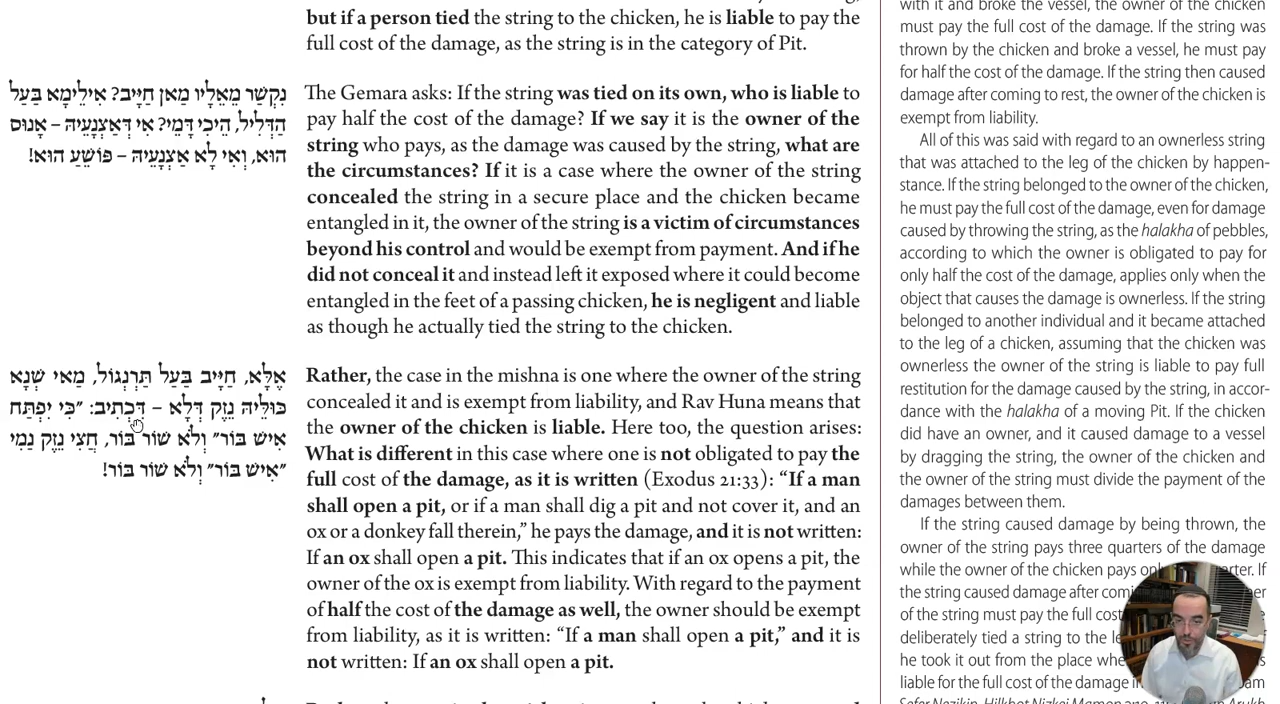 but if a person tied the string to the chicken, he is liable to pay the
full cost of the damage, as the string is in the category of Pit.
נִקְשַׁר מֵאֵלָיו מַאן חַיָּיב? אִילֵּימָא בַּעַל
הַדְּלִיל, הֵיכִי דָּמֵי? אִי דְּאַצְנְעֵיהּ – אָנוּס
הוּא, וְאִי לָא אַצְנְעֵיהּ – פּוֹשֵׁעַ הוּא!
The Gemara asks: If the string was tied on its own, who is liable to
pay half the cost of the damage? If we say it is the owner of the
string who pays, as the damage was caused by the string, what are
the circumstances? If it is a case where the owner of the string
concealed the string in a secure place and the chicken became
entangled in it, the owner of the string is a victim of circumstances
beyond his control and would be exempt from payment. And if he
did not conceal it and instead left it exposed where it could become
entangled in the feet of a passing chicken, he is negligent and liable
as though he actually tied the string to the chicken.
אֶלָּא, חַיָּיב בַּעַל תַּרְנְגוֹל, מַאי שְׁנָא
כּוּלֵּיהּ נֶזֶק דְּלָא – דִּכְתִיב: ״כִּי יִפְתַּח
אִישׁ בּוֹר״ וְלֹא שׁוֹר בּוֹר, חֲצִי נֶזֶק נַמִי
״אִישׁ בּוֹר״ וְלֹא שׁוֹר בּוֹר!
Rather, the case in the mishna is one where the owner of the string
concealed it and is exempt from liability, and Rav Huna means that
the owner of the chicken is liable. Here too, the question arises:
What is different in this case where one is not obligated to pay the
full cost of the damage, as it is written (Exodus 21:33): “If a man
shall open a pit, or if a man shall dig a pit and not cover it, and an
ox or a donkey fall therein,” he pays the damage, and it is not written:
If an ox shall open a pit. This indicates that if an ox opens a pit, the
owner of the ox is exempt from liability. With regard to the payment
of half the cost of the damage as well, the owner should be exempt
from liability, as it is written: “If a man shall open a pit,” and it is
not written: If an ox shall open a pit.
with it and broke the vessel, the owner of the chicken
must pay the full cost of the damage. If the string was
thrown by the chicken and broke a vessel, he must pay
for half the cost of the damage. If the string then caused
damage after coming to rest, the owner of the chicken is
exempt from liability.
All of this was said with regard to an ownerless string
that was attached to the leg of the chicken by happen-
stance. If the string belonged to the owner of the chicken,
he must pay the full cost of the damage, even for damage
caused by throwing the string, as the halakha of pebbles,
according to which the owner is obligated to pay for
only half the cost of the damage, applies only when the
object that causes the damage is ownerless. If the string
belonged to another individual and it became attached
to the leg of a chicken, assuming that the chicken was
ownerless the owner of the string is liable to pay full
restitution for the damage caused by the string, in accor-
dance with the halakha of a moving Pit. If the chicken
did have an owner, and it caused damage to a vessel
by dragging the string, the owner of the chicken and
the owner of the string must divide the payment of the
damages between them.
If the string caused damage by being thrown, the
owner of the string pays three quarters of the damage
while the owner of the chicken pays If
the string caused damage after
of the string must pay the full
deliberately tied a string to the
he took it out from the place
liable for the full cost of the damage
Sefer Nezikin, Hilkhot Nizkei Mamon